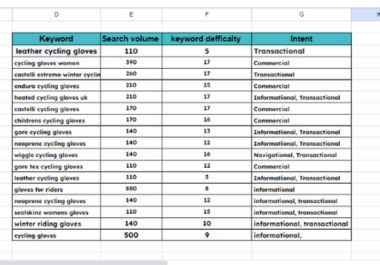 D E F G H
Keyword Search volume keyword defficalty Intent
leather cycling gloves 110 5 Transactional
cycling gloves women 590 17 Commercial
castelli estremo winter cyclin 260 17 Transactional
endura cycling gloves 210 15 Commercial
heated cycling gloves uk 210 17 Informational, Transactional
castelli cycling gloves 170 17 Commercial
childrens cycling gloves 170 16 Commercial
gore cycling gloves 140 13 Informational, Transactional
neoprene cycling gloves 140 12 Informational, Transactional
wiggle cycling gloves 140 16 Navigational, Transactional
gore tex cycling gloves 110 12 Commercial
leather cycling gloves 110 5 Informational, Transactional
gloves for riders 880 8 informational
neoprene cycling gloves 140 12 informational, transactional
sealskinz womens gloves 110 15 informational, transactional
winter riding gloves 140 10 informational, transactional
cycling gloves 500 9 informational,